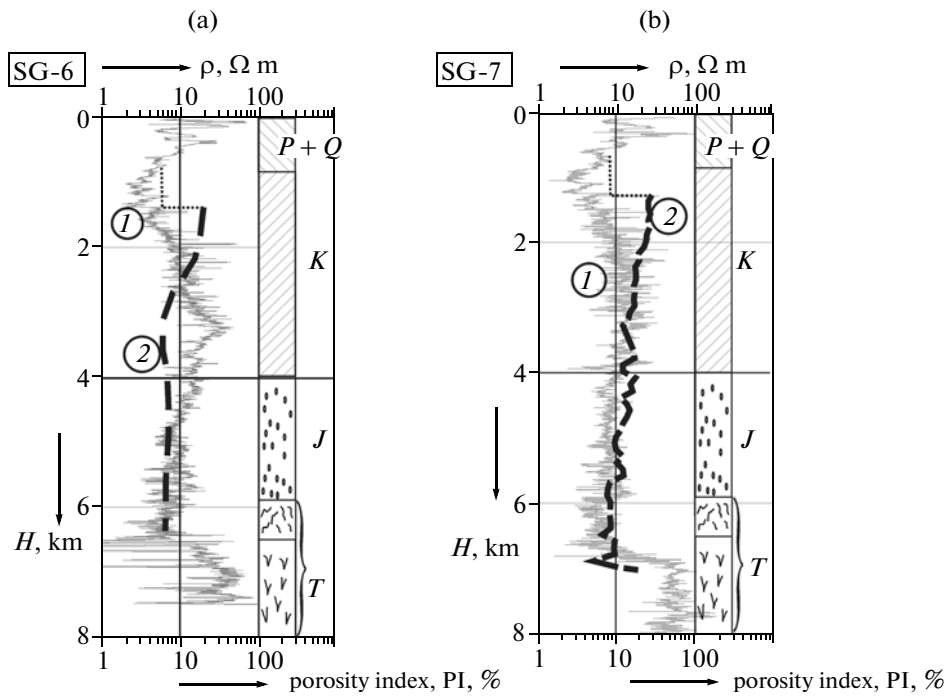 (a)
SG-6
ρ, Ω m
1 10 100
0
P + Q
1
2
K
2
4
J
6
H, km
T
8
1 10 100
porosity index, PI, %
(b)
SG-7
ρ, Ω m
1 10 100
0
P + Q
2
2
K
1
4
J
6
H, km
T
8
1 10 100
porosity index, PI, %